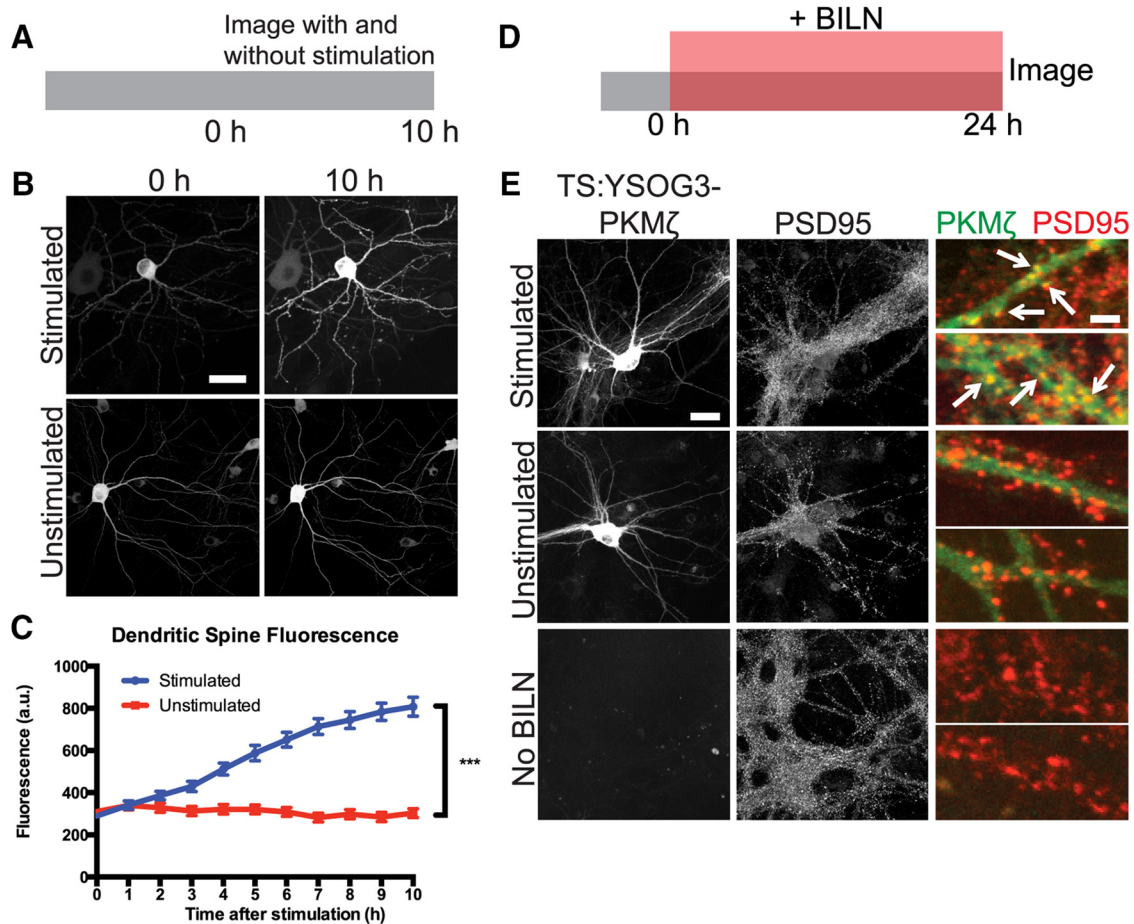 A
Image with and
without stimulation
0 h
10 h
B
0 h
10 h
Stimulated
Unstimulated
C
Dendritic Spine Fluorescence
Fluorescence (a.u.)
1000
800
600
400
200
0
Stimulated
Unstimulated
***
0 1 2 3 4 5 6 7 8 9 10
Time after stimulation (h)
D
+ BILN
Image
0 h
24 h
E
TS:YSOG3-
PKMζ
PSD95
PKMζ PSD95
Stimulated
Unstimulated
No BILN